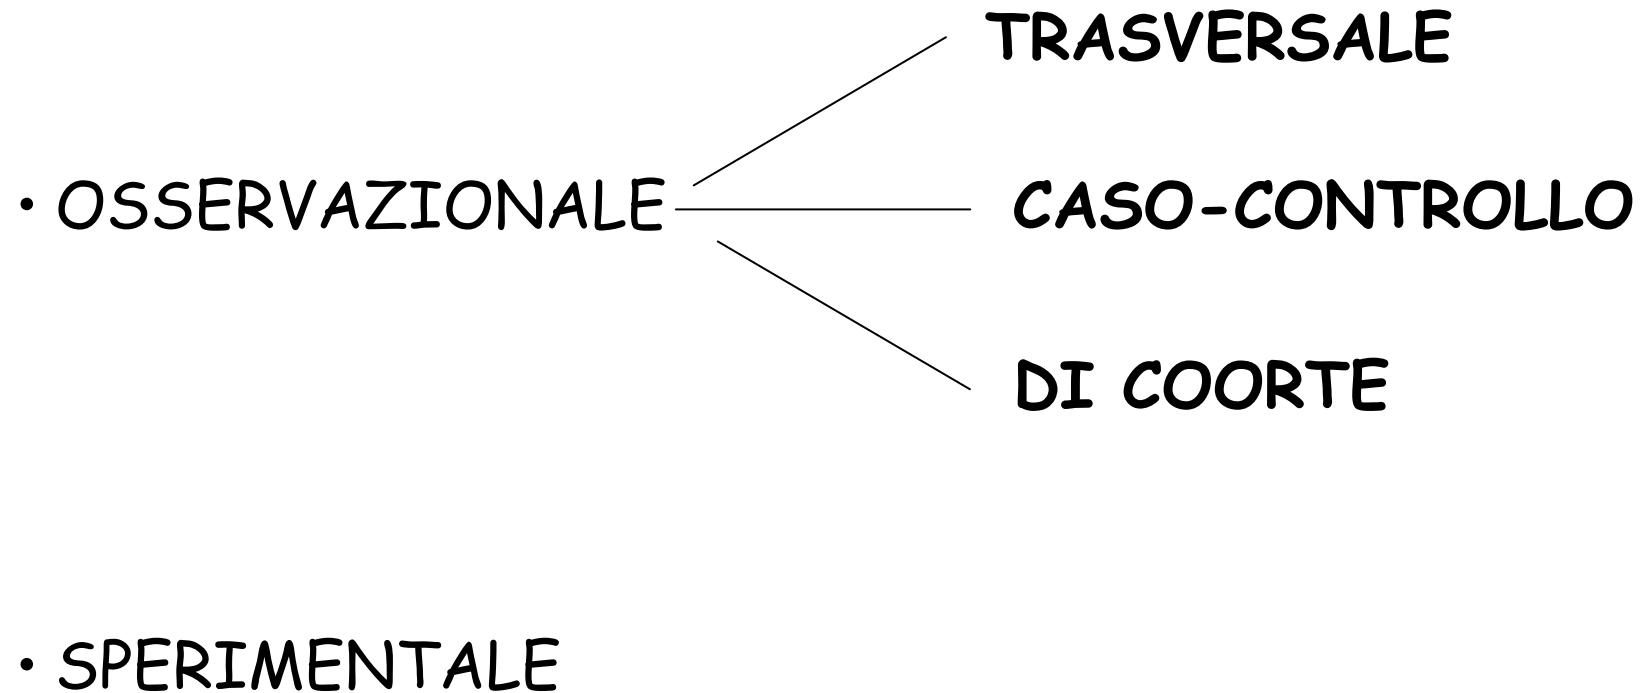 TRASVERSALE
• OSSERVAZIONALE CASO-CONTROLLO
DI COORTE
• SPERIMENTALE